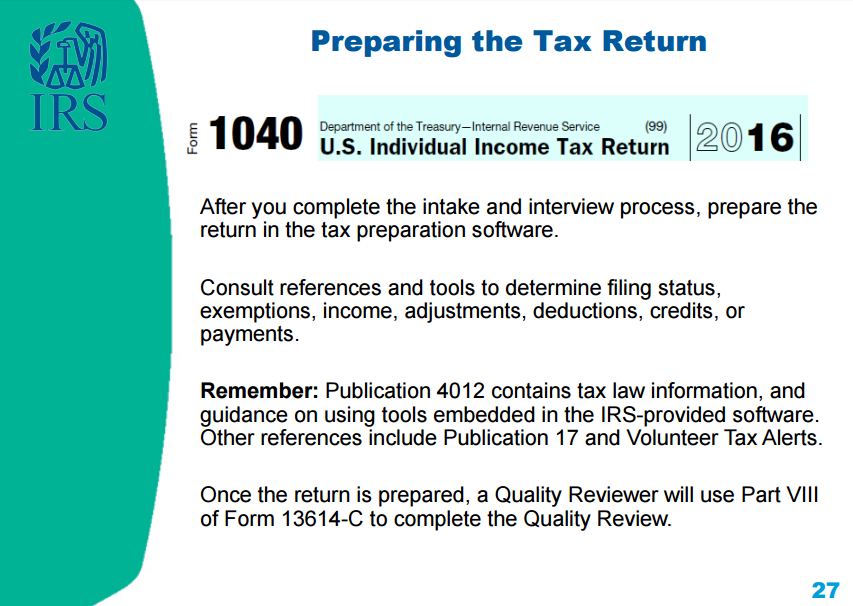 IRS
Preparing the Tax Return
Form 1040
Department of the Treasury—Internal Revenue Service (99)
U.S. Individual Income Tax Return
2016
After you complete the intake and interview process, prepare the
return in the tax preparation software.
Consult references and tools to determine filing status,
exemptions, income, adjustments, deductions, credits, or
payments.
Remember: Publication 4012 contains tax law information, and
guidance on using tools embedded in the IRS-provided software.
Other references include Publication 17 and Volunteer Tax Alerts.
Once the return is prepared, a Quality Reviewer will use Part VIII
of Form 13614-C to complete the Quality Review.
27